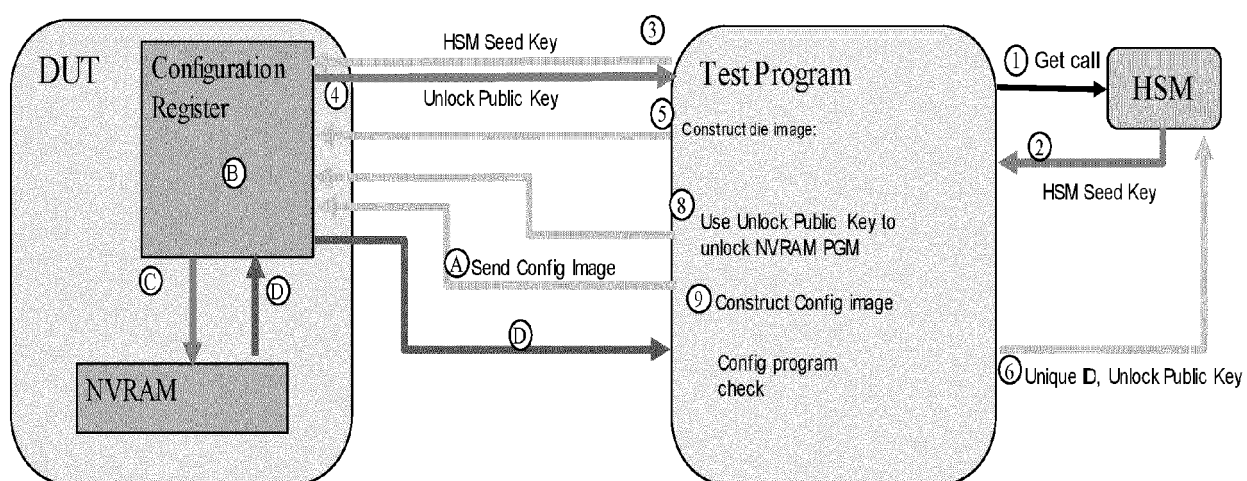 DUT
Configuration
Register
B
C
D
NVRAM
HSM Seed Key
3
4
Unlock Public Key
5
A Send Config Image
D
Test Program
Construct die image:
8
Use Unlock Public Key to
unlock NVRAM PGM
9 Construct Config image
Config program
check
1 Get call
HSM
2
HSM Seed Key
6 Unique ID, Unlock Public Key